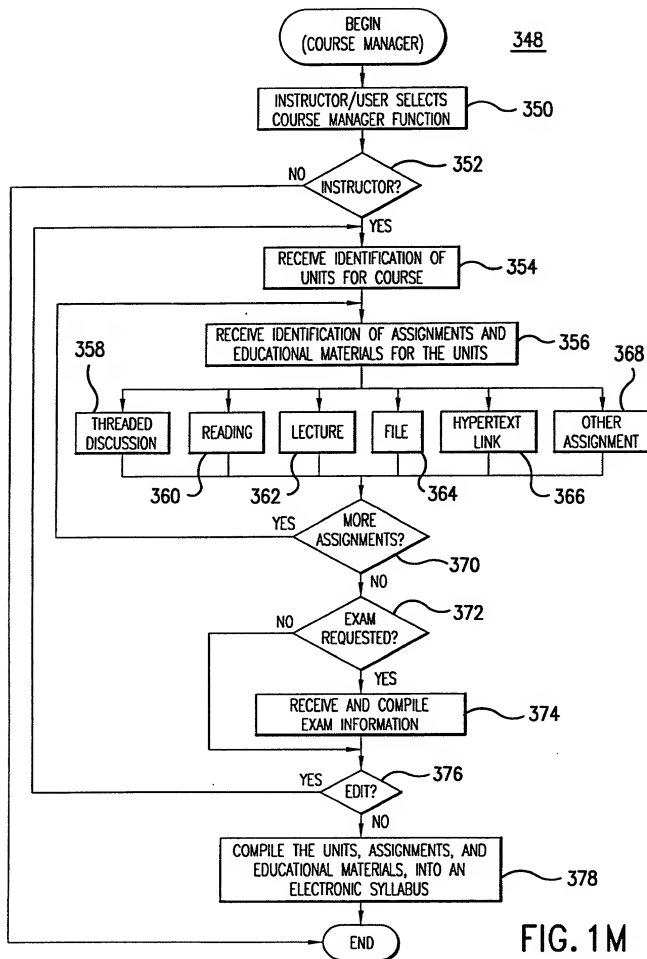 BEGIN
(COURSE MANAGER)
348
INSTRUCTOR/USER SELECTS
COURSE MANAGER FUNCTION
350
352
NO
INSTRUCTOR?
YES
RECEIVE IDENTIFICATION OF
UNITS FOR COURSE
354
RECEIVE IDENTIFICATION OF ASSIGNMENTS AND
EDUCATIONAL MATERIALS FOR THE UNITS
356
358
368
THREADED
DISCUSSION
READING
LECTURE
FILE
HYPERTEXT
LINK
OTHER
ASSIGNMENT
360
362
364
366
YES
MORE
ASSIGNMENTS?
370
NO
372
NO
EXAM
REQUESTED?
YES
RECEIVE AND COMPILE
EXAM INFORMATION
374
376
YES
EDIT?
NO
COMPILE THE UNITS, ASSIGNMENTS, AND
EDUCATIONAL MATERIALS, INTO AN
ELECTRONIC SYLLABUS
378
END
FIG. 1M